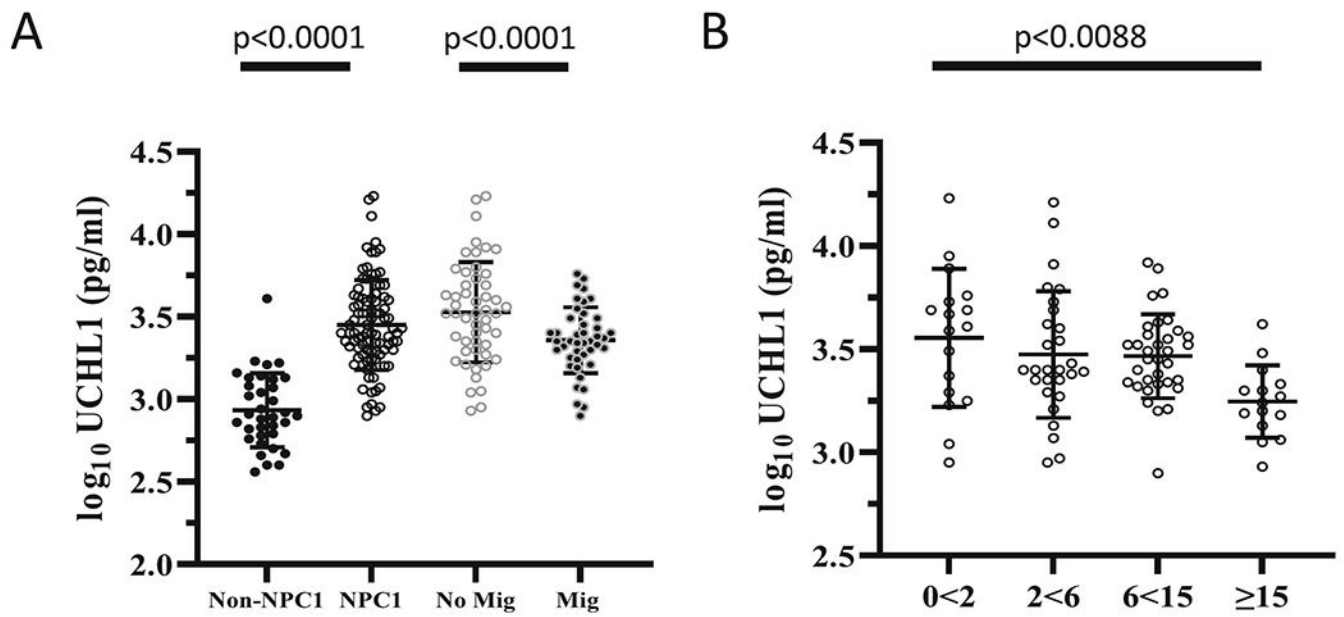 A
p<0.0001
p<0.0001
log10 UCHL1 (pg/ml)
4.5
4.0
3.5
3.0
2.5
2.0
Non-NPC1
NPC1
No Mig
Mig
B
p<0.0088
log10 UCHL1 (pg/ml)
4.5
4.0
3.5
3.0
2.5
0<2
2<6
6<15
≥15